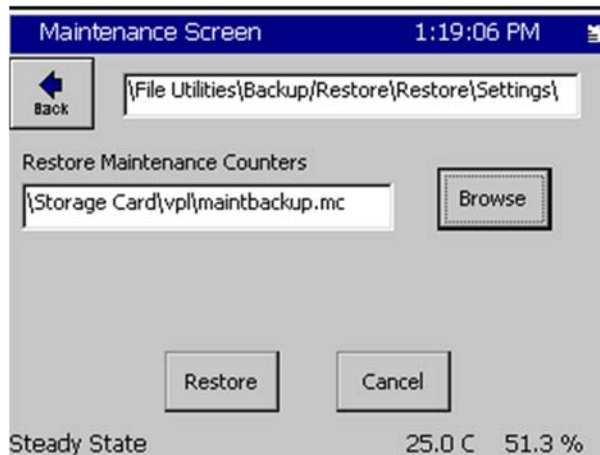 Maintenance Screen 1:19:06 PM
Back
\File Utilities\Backup/Restore\Restore\Settings\
Restore Maintenance Counters
\Storage Card\vpl\maintbackup.mc
Browse
Restore Cancel
Steady State 25.0 C 51.3 %